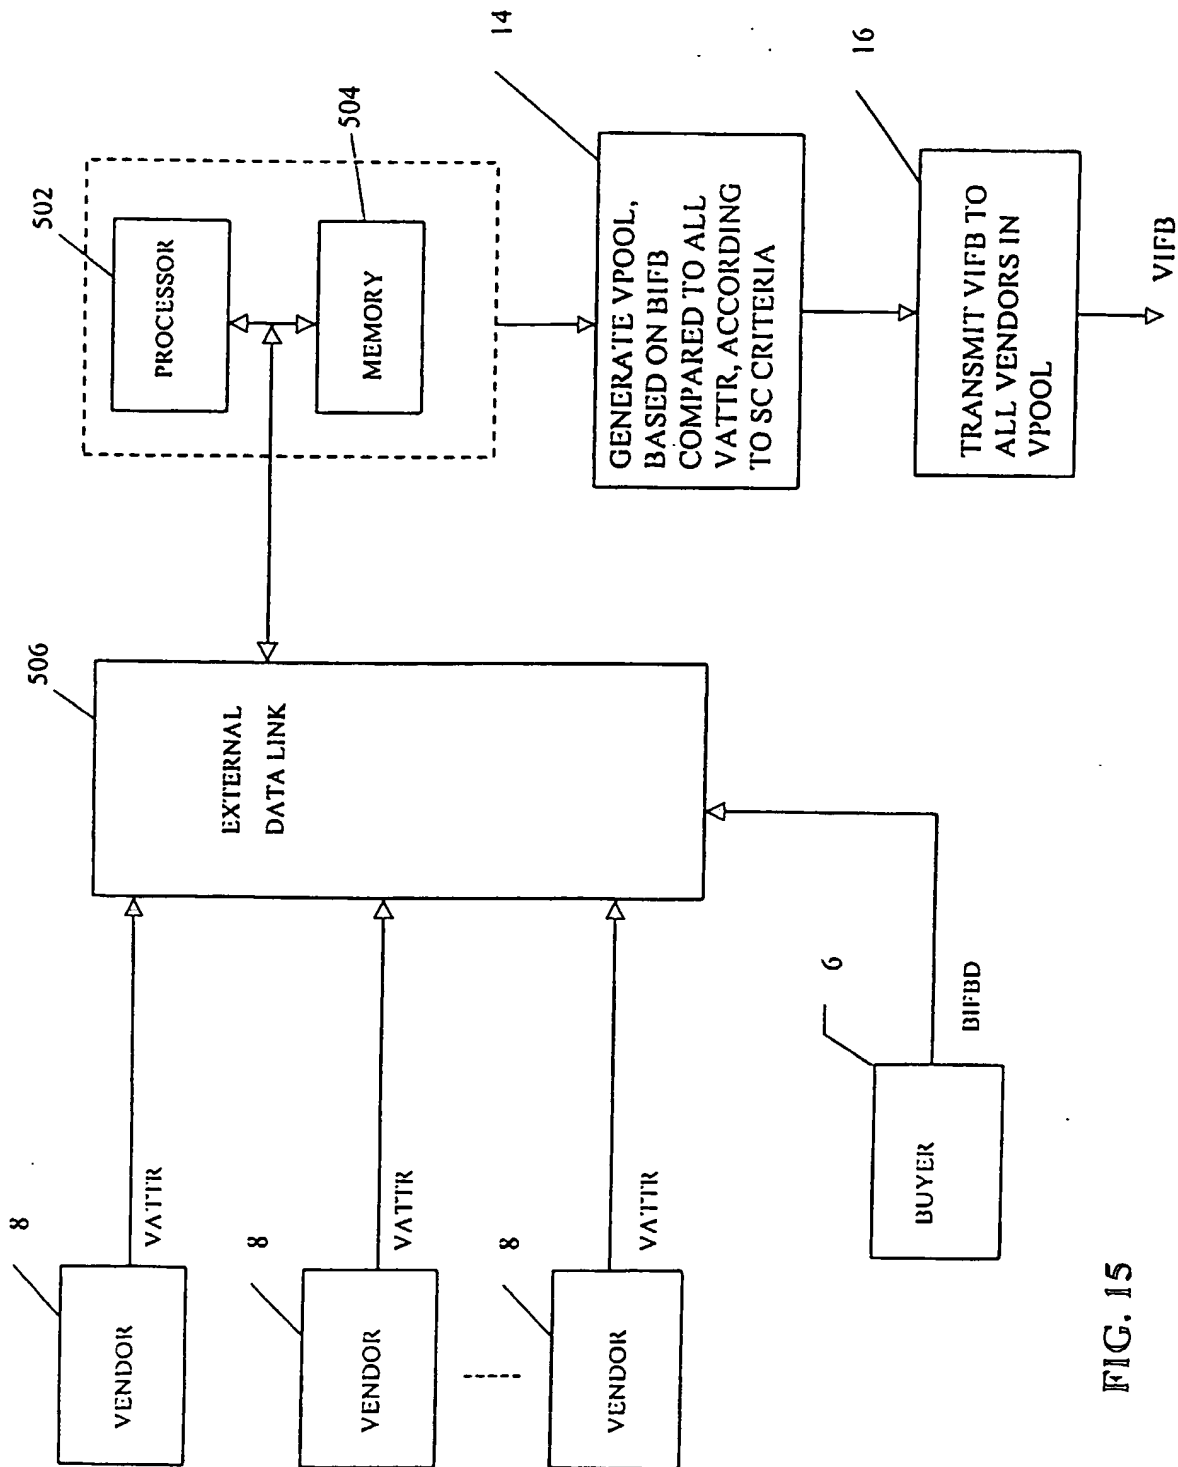 8
VENDOR
VATTR
8
VENDOR
VATTR
8
VENDOR
VATTR
6
BUYER
BIFBD
506
EXTERNAL
DATA LINK
502
PROCESSOR
504
MEMORY
14
GENERATE VPOOL,
BASED ON BIFB
COMPARED TO ALL
VATTR, ACCORDING
TO SC CRITERIA
16
TRANSMIT VIFB TO
ALL VENDORS IN
VPOOL
VIFB
FIG. 15